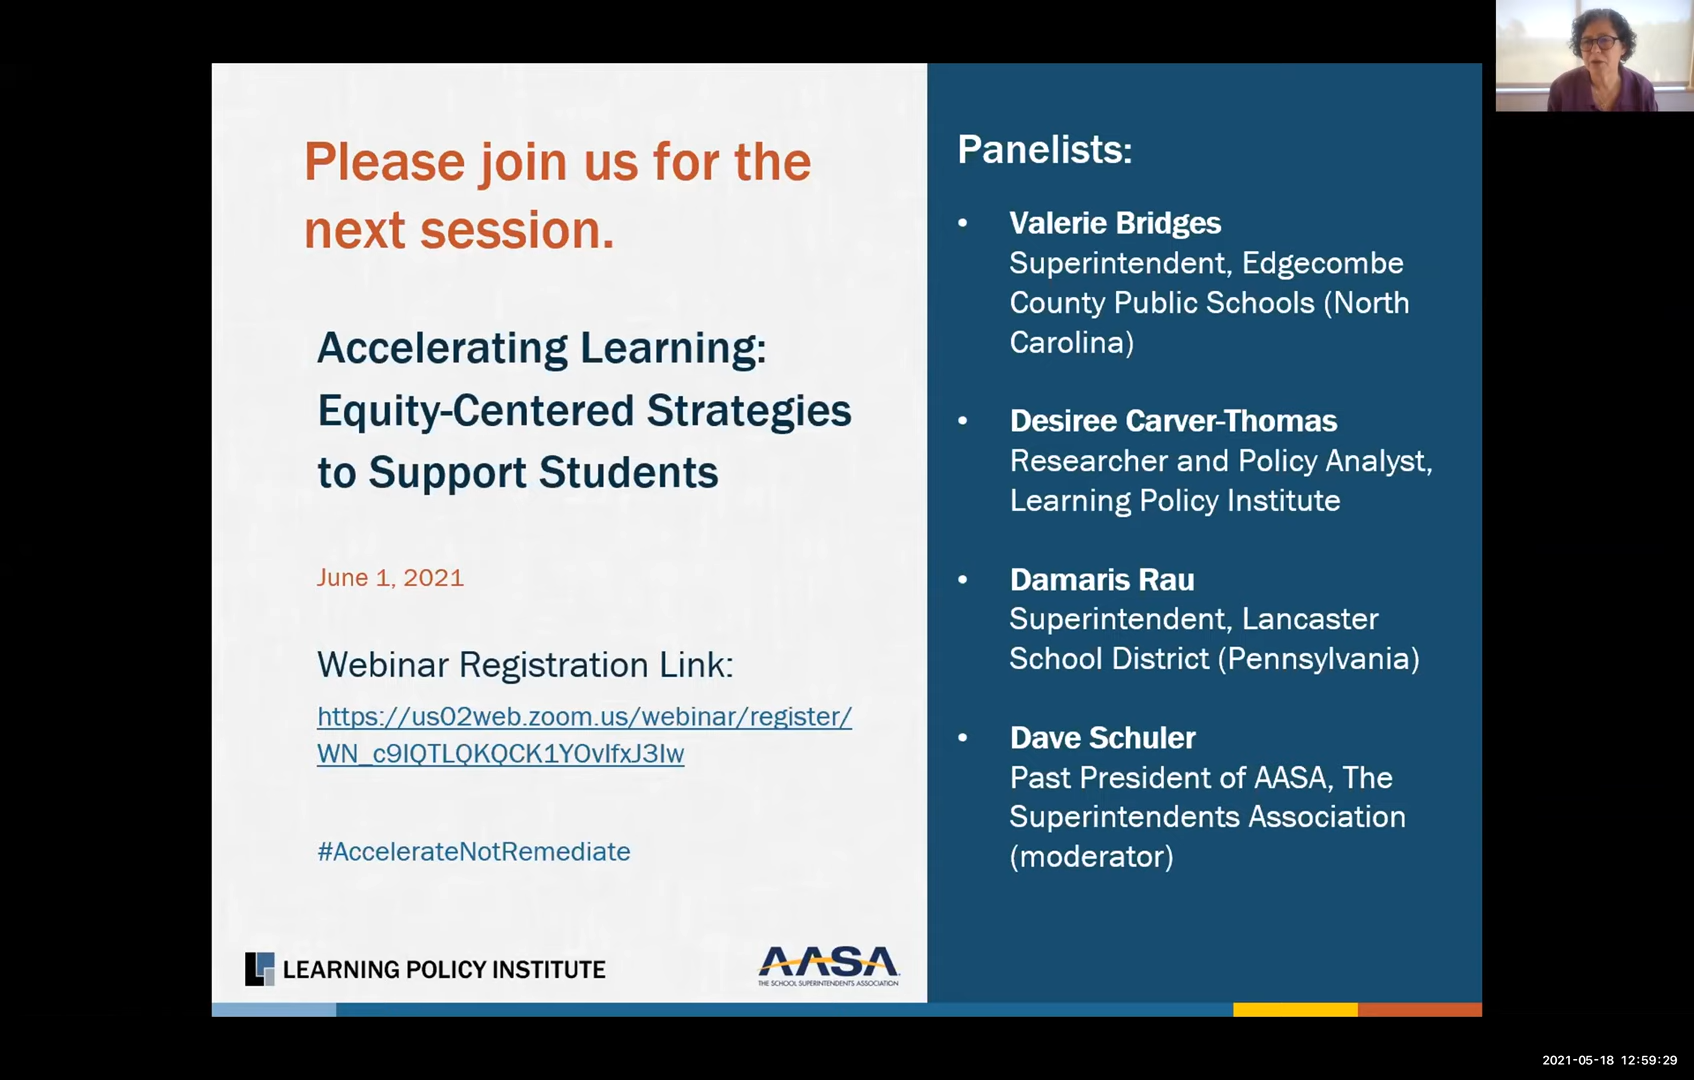 Please join us for the
next session.
Accelerating Learning:
Equity-Centered Strategies
to Support Students
June 1, 2021
Webinar Registration Link:
https://us02web.zoom.us/webinar/register/
WN_c9IQTLQKQCK1YOvIfxJ3Iw
#AccelerateNotRemediate
LEARNING POLICY INSTITUTE
AASA
THE SCHOOL SUPERINTENDENTS ASSOCIATION
Panelists:
• Valerie Bridges
Superintendent, Edgecombe
County Public Schools (North
Carolina)
• Desiree Carver-Thomas
Researcher and Policy Analyst,
Learning Policy Institute
• Damaris Rau
Superintendent, Lancaster
School District (Pennsylvania)
• Dave Schuler
Past President of AASA, The
Superintendents Association
(moderator)
2021-05-18 12:59:29